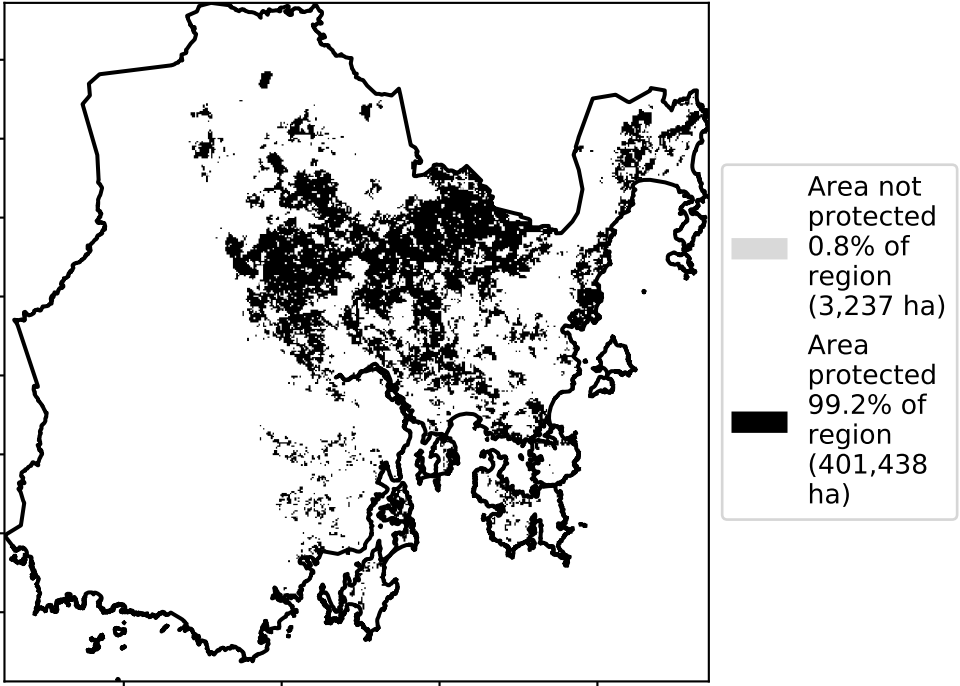 Area not
protected
0.8% of
region
(3,237 ha)
Area
protected
99.2% of
region
(401,438
ha)